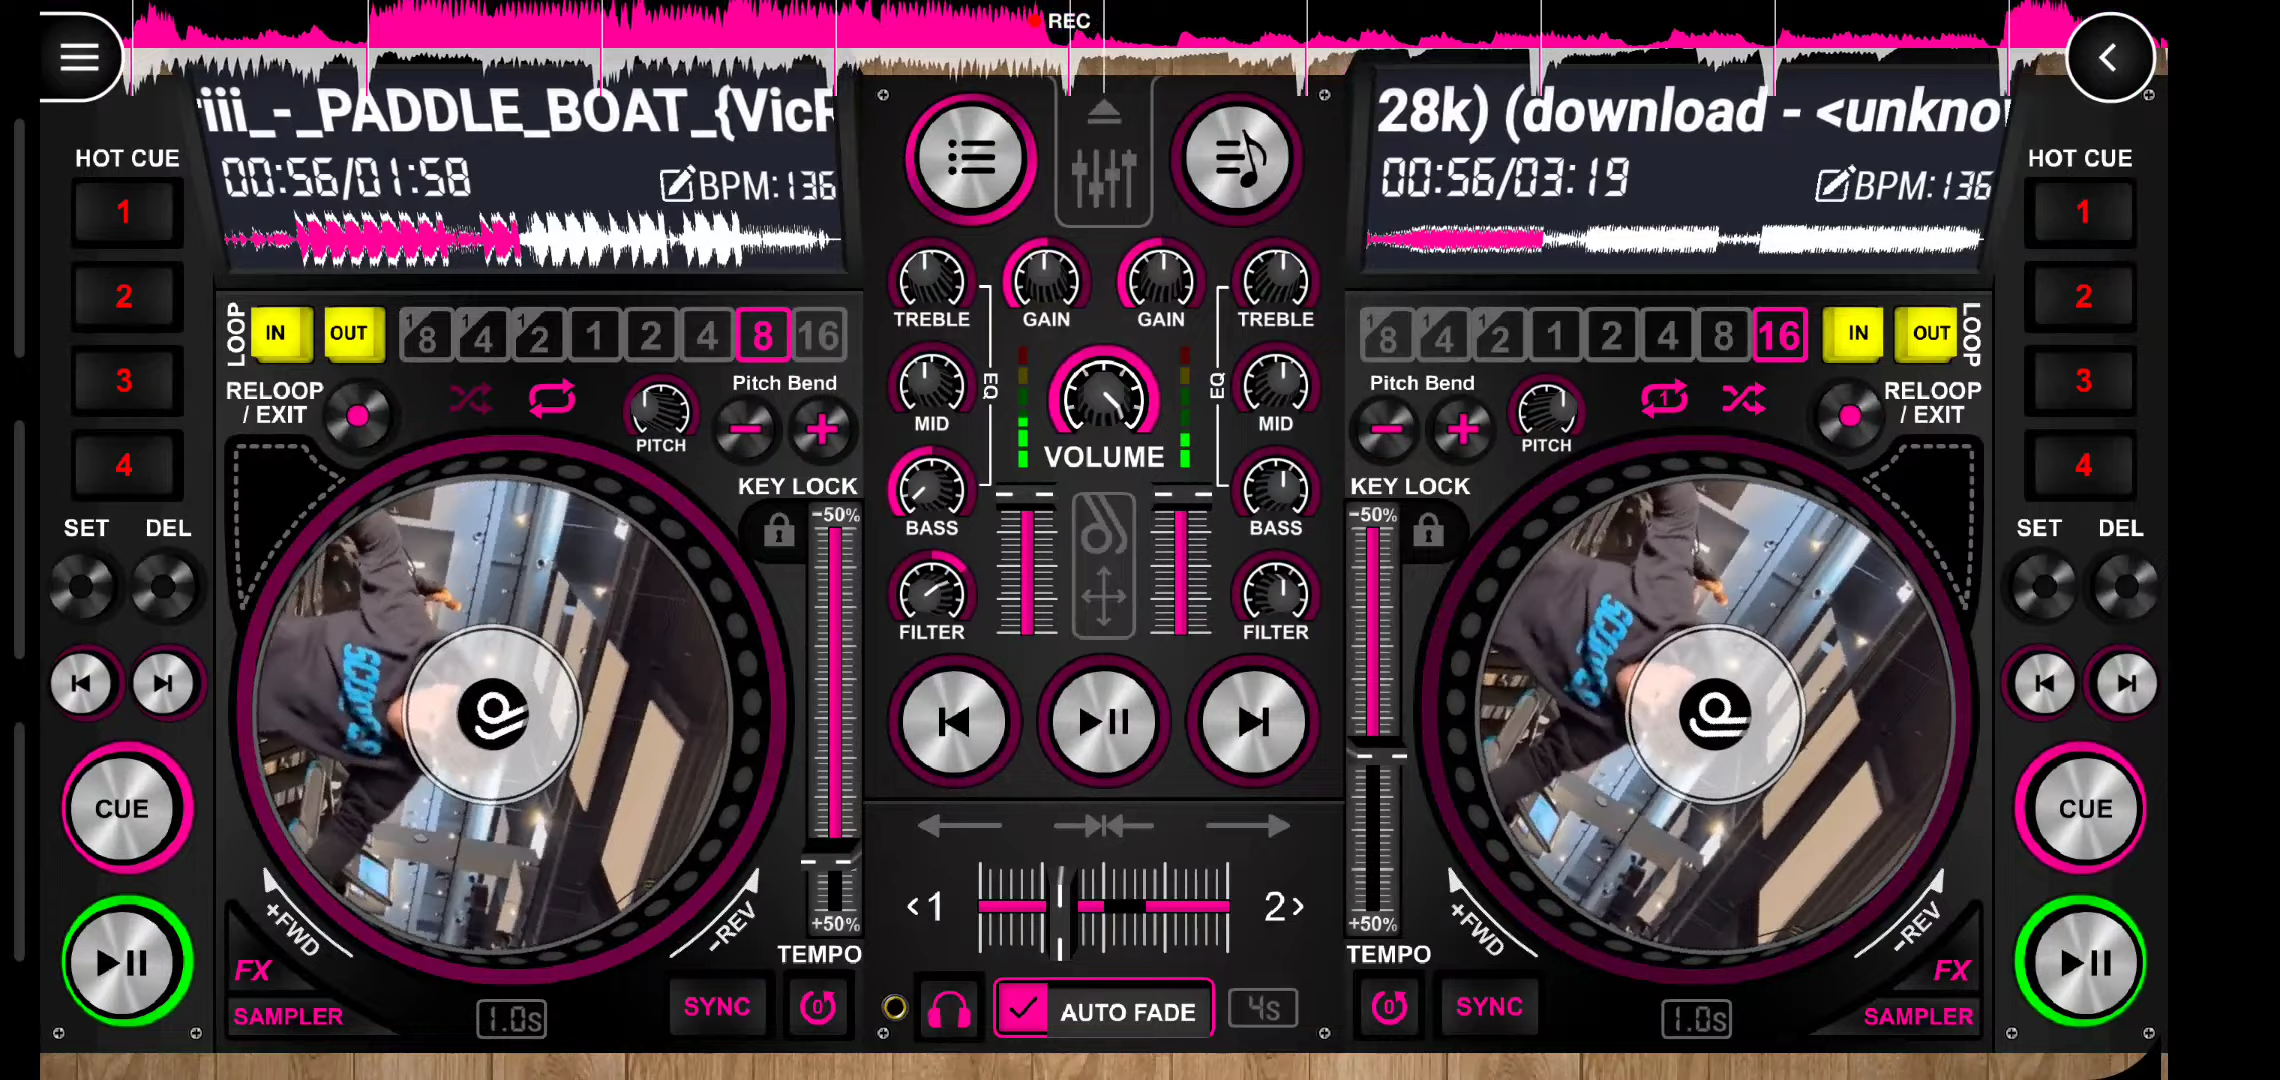 REC
iii_-_PADDLE_BOAT_{VicR
00:56/01:58
BPM:136
28k) (download - <unkno
00:56/03:19
BPM:136
HOT CUE
1
2
3
4
SET DEL
CUE
LOOP
IN OUT
1/8 1/4 1/2 1 2 4 8 16
RELOOP
/ EXIT
PITCH
Pitch Bend
KEY LOCK
-50%
+50%
TEMPO
+FWD
-REV
FX
SAMPLER
1.0s
SYNC
0
TREBLE GAIN GAIN TREBLE
MID
EQ
VOLUME
EQ
MID
BASS
BASS
FILTER
FILTER
<1 2>
AUTO FADE
4s
1/8 1/4 1/2 1 2 4 8 16
IN OUT
LOOP
Pitch Bend
PITCH
1
RELOOP
/ EXIT
KEY LOCK
-50%
+50%
TEMPO
+FWD
-REV
0
SYNC
1.0s
FX
SAMPLER
HOT CUE
1
2
3
4
SET DEL
CUE